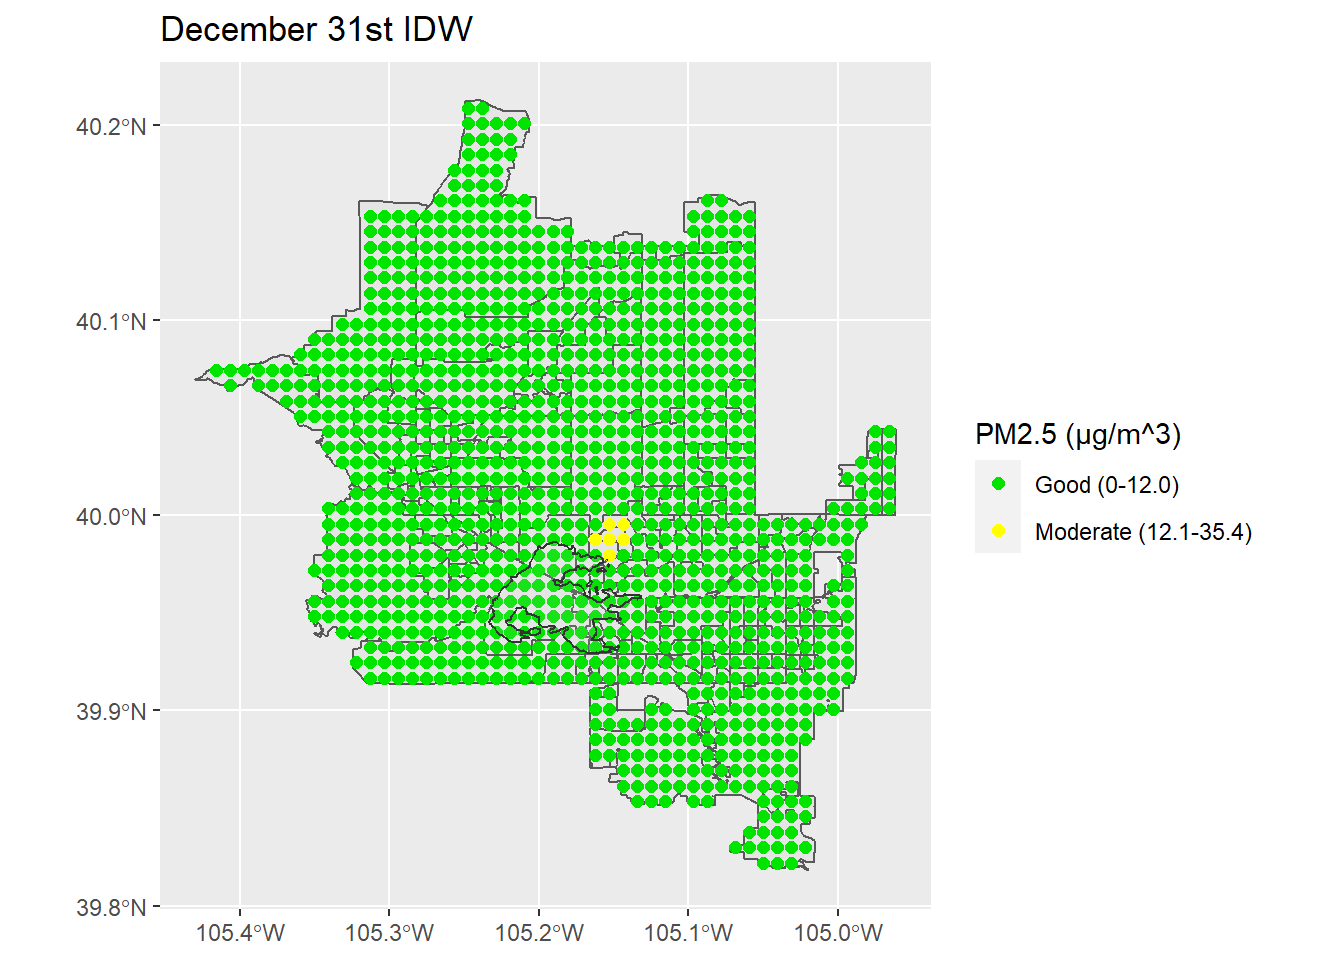 December 31st IDW
40.2°N
40.1°N
40.0°N
39.9°N
39.8°N
105.4°W
105.3°W
105.2°W
105.1°W
105.0°W
PM2.5 (µg/m^3)
Good (0-12.0)
Moderate (12.1-35.4)